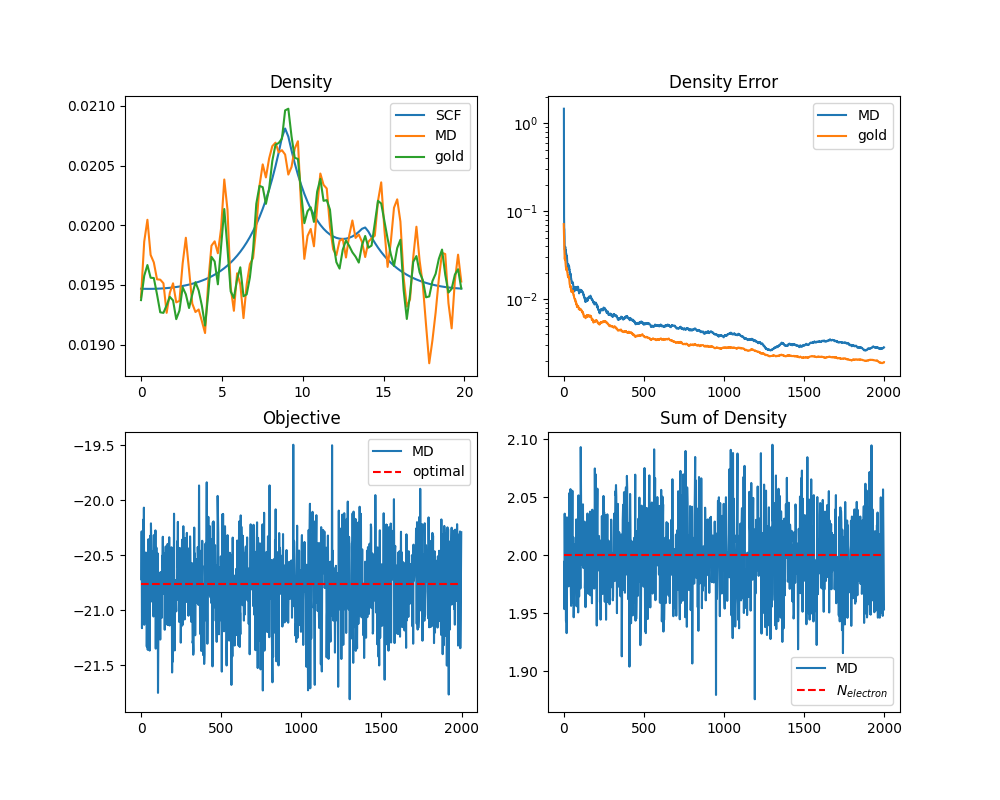 Density
0.0210
0.0205
0.0200
0.0195
0.0190
0
5
10
15
20
SCF
MD
gold
Density Error
10⁰
10⁻¹
10⁻²
0
500
1000
1500
2000
MD
gold
Objective
−19.5
−20.0
−20.5
−21.0
−21.5
0
500
1000
1500
2000
MD
optimal
Sum of Density
2.10
2.05
2.00
1.95
1.90
0
500
1000
1500
2000
MD
N_electron